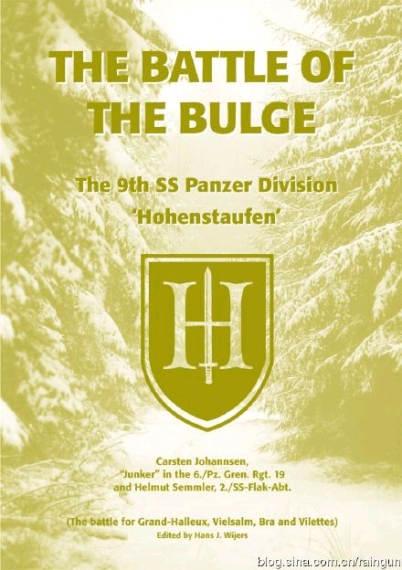 THE BATTLE OF
THE BULGE
The 9th SS Panzer Division
'Hohenstaufen'
H
Carsten Johannsen,
"Junker" in the 6./Pz. Gren. Rgt. 19
and Helmut Semmler, 2./SS-Flak-Abt.
(The battle for Grand-Halleux, Vielsalm, Bra and Vilettes)
Edited by Hans J. Wijers
blog.sina.com.cn/raingun